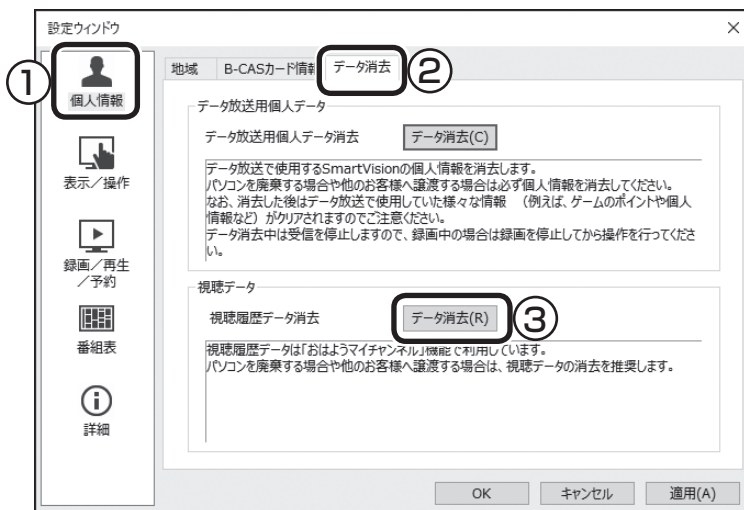 設定ウィンドウ
①
個人情報
表示／操作
録画／再生
／予約
番組表
詳細
地域
B-CASカード情報
データ消去
②
データ放送用個人データ
データ放送用個人データ消去
データ消去(C)
データ放送で使用するSmartVisionの個人情報を消去します。
パソコンを廃棄する場合や他のお客様へ譲渡する場合は必ず個人情報を消去してください。
なお、消去した後はデータ放送で使用していた様々な情報　（例えば、ゲームのポイントや個人
情報など）がクリアされますのでご注意ください。
データ消去中は受信を停止しますので、録画中の場合は録画を停止してから操作を行ってくださ
い。
視聴データ
視聴履歴データ消去
データ消去(R)
③
視聴履歴データは「おはようマイチャンネル」機能で利用しています。
パソコンを廃棄する場合や他のお客様へ譲渡する場合は、視聴データの消去を推奨します。
OK
キャンセル
適用(A)